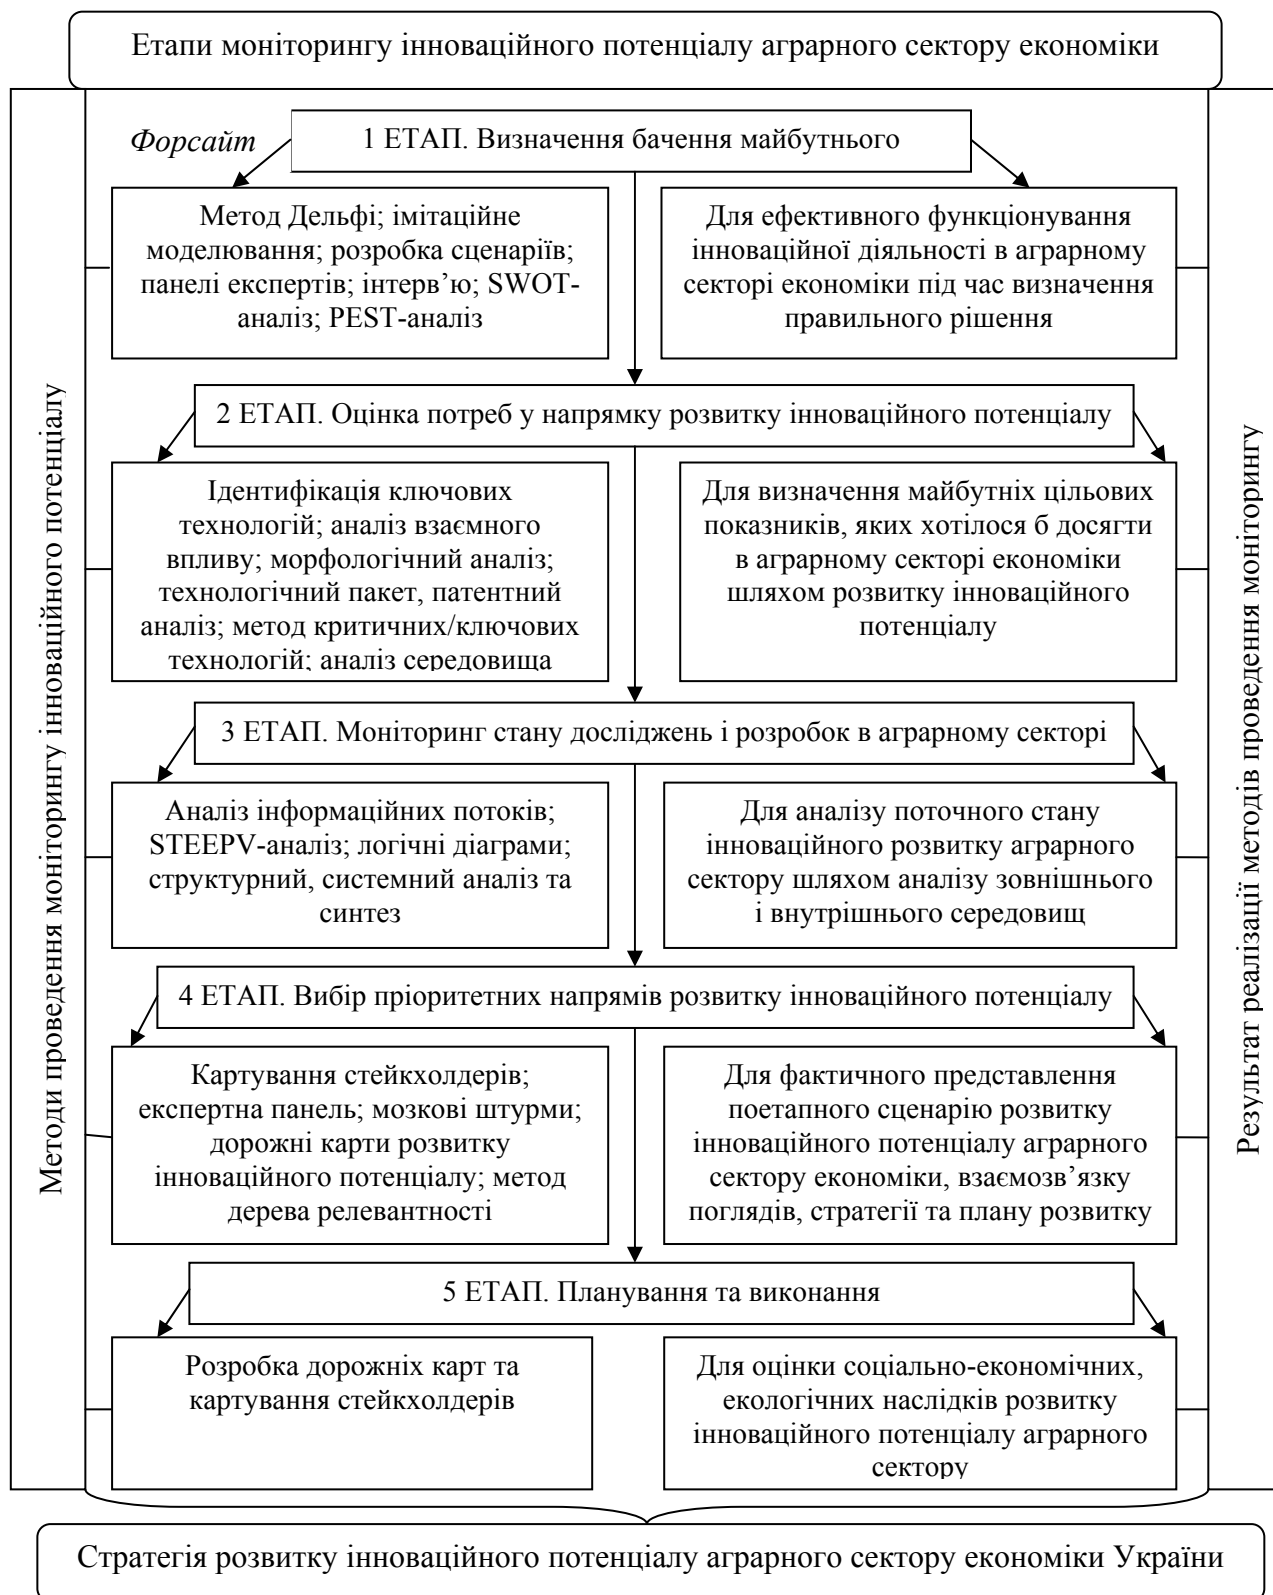 Етапи моніторингу інноваційного потенціалу аграрного сектору економіки
Методи проведення моніторингу інноваційного потенціалу
Форсайт
1 ЕТАП. Визначення бачення майбутнього
Метод Дельфі; імітаційне
моделювання; розробка сценаріїв;
панелі експертів; інтерв’ю; SWOT-
аналіз; PEST-аналіз
Для ефективного функціонування
інноваційної діяльності в аграрному
секторі економіки під час визначення
правильного рішення
2 ЕТАП. Оцінка потреб у напрямку розвитку інноваційного потенціалу
Ідентифікація ключових
технологій; аналіз взаємного
впливу; морфологічний аналіз;
технологічний пакет, патентний
аналіз; метод критичних/ключових
технологій; аналіз середовища
Для визначення майбутніх цільових
показників, яких хотілося б досягти
в аграрному секторі економіки
шляхом розвитку інноваційного
потенціалу
3 ЕТАП. Моніторинг стану досліджень і розробок в аграрному секторі
Аналіз інформаційних потоків;
STEEPV-аналіз; логічні діаграми;
структурний, системний аналіз та
синтез
Для аналізу поточного стану
інноваційного розвитку аграрного
сектору шляхом аналізу зовнішнього
і внутрішнього середовищ
4 ЕТАП. Вибір пріоритетних напрямів розвитку інноваційного потенціалу
Картування стейкхолдерів;
експертна панель; мозкові штурми;
дорожні карти розвитку
інноваційного потенціалу; метод
дерева релевантності
Для фактичного представлення
поетапного сценарію розвитку
інноваційного потенціалу аграрного
сектору економіки, взаємозв’язку
поглядів, стратегії та плану розвитку
5 ЕТАП. Планування та виконання
Розробка дорожніх карт та
картування стейкхолдерів
Для оцінки соціально-економічних,
екологічних наслідків розвитку
інноваційного потенціалу аграрного
сектору
Результат реалізації методів проведення моніторингу
Стратегія розвитку інноваційного потенціалу аграрного сектору економіки України